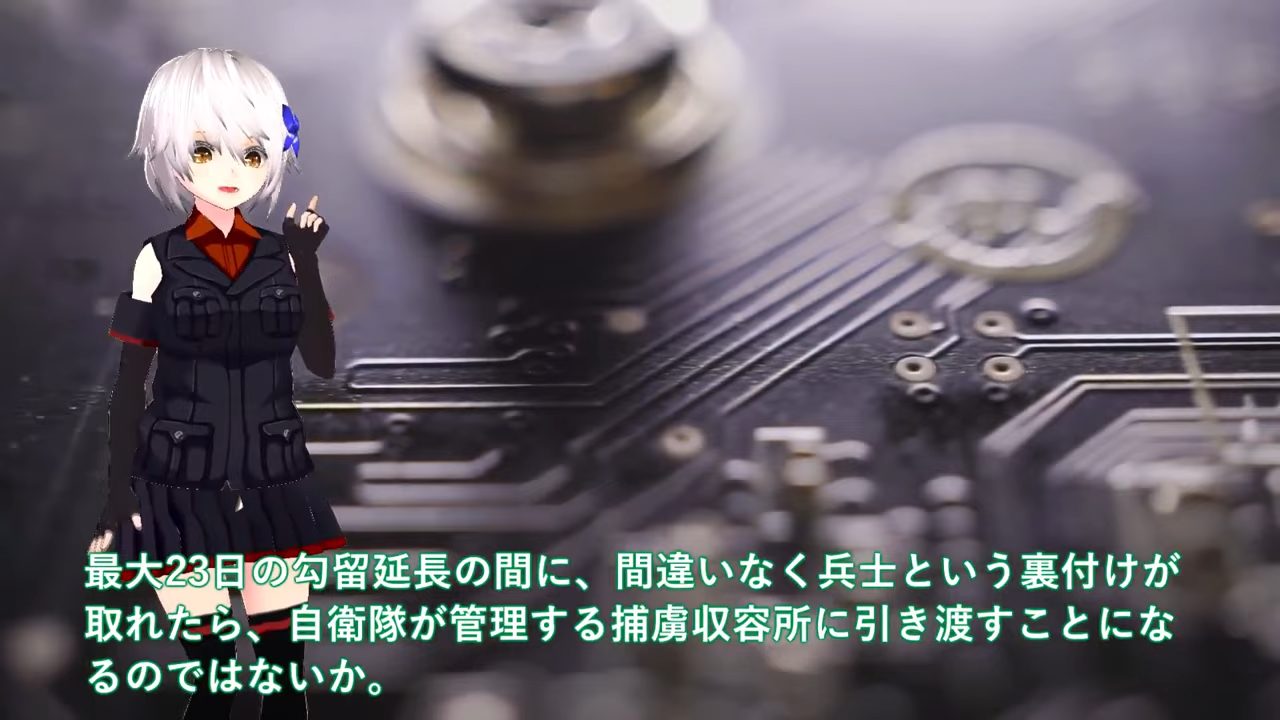 最大23日の勾留延長の間に、間違いなく兵士という裏付けが
取れたら、自衛隊が管理する捕虜収容所に引き渡すことにな
るのではないか。